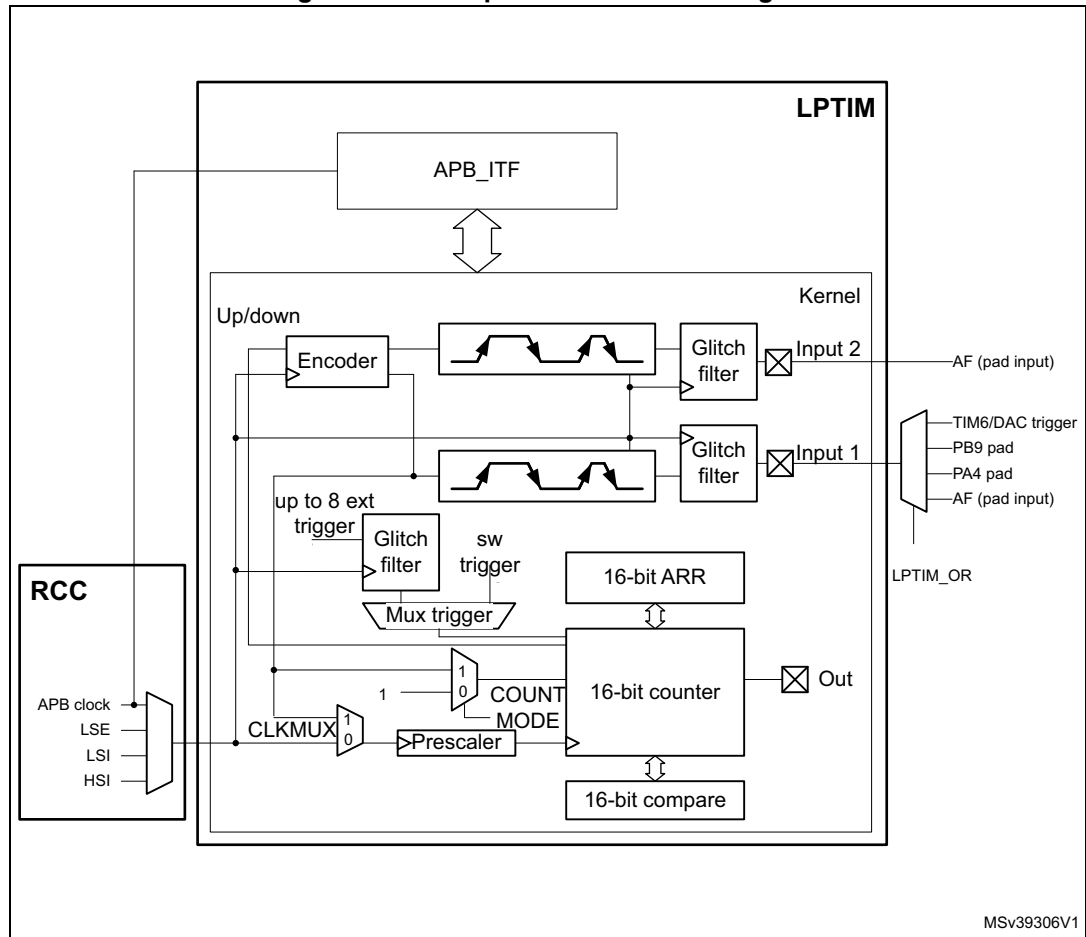 LPTIM
APB_ITF
Kernel
Up/down
Encoder
Glitch
filter
Input 2
AF (pad input)
Glitch
filter
Input 1
TIM6/DAC trigger
PB9 pad
PA4 pad
AF (pad input)
LPTIM_OR
up to 8 ext
trigger
Glitch
filter
sw
trigger
Mux trigger
16-bit ARR
RCC
1
0
1
COUNT
MODE
16-bit counter
Out
APB clock
LSE
LSI
HSI
CLKMUX
1
0
Prescaler
16-bit compare
MSv39306V1